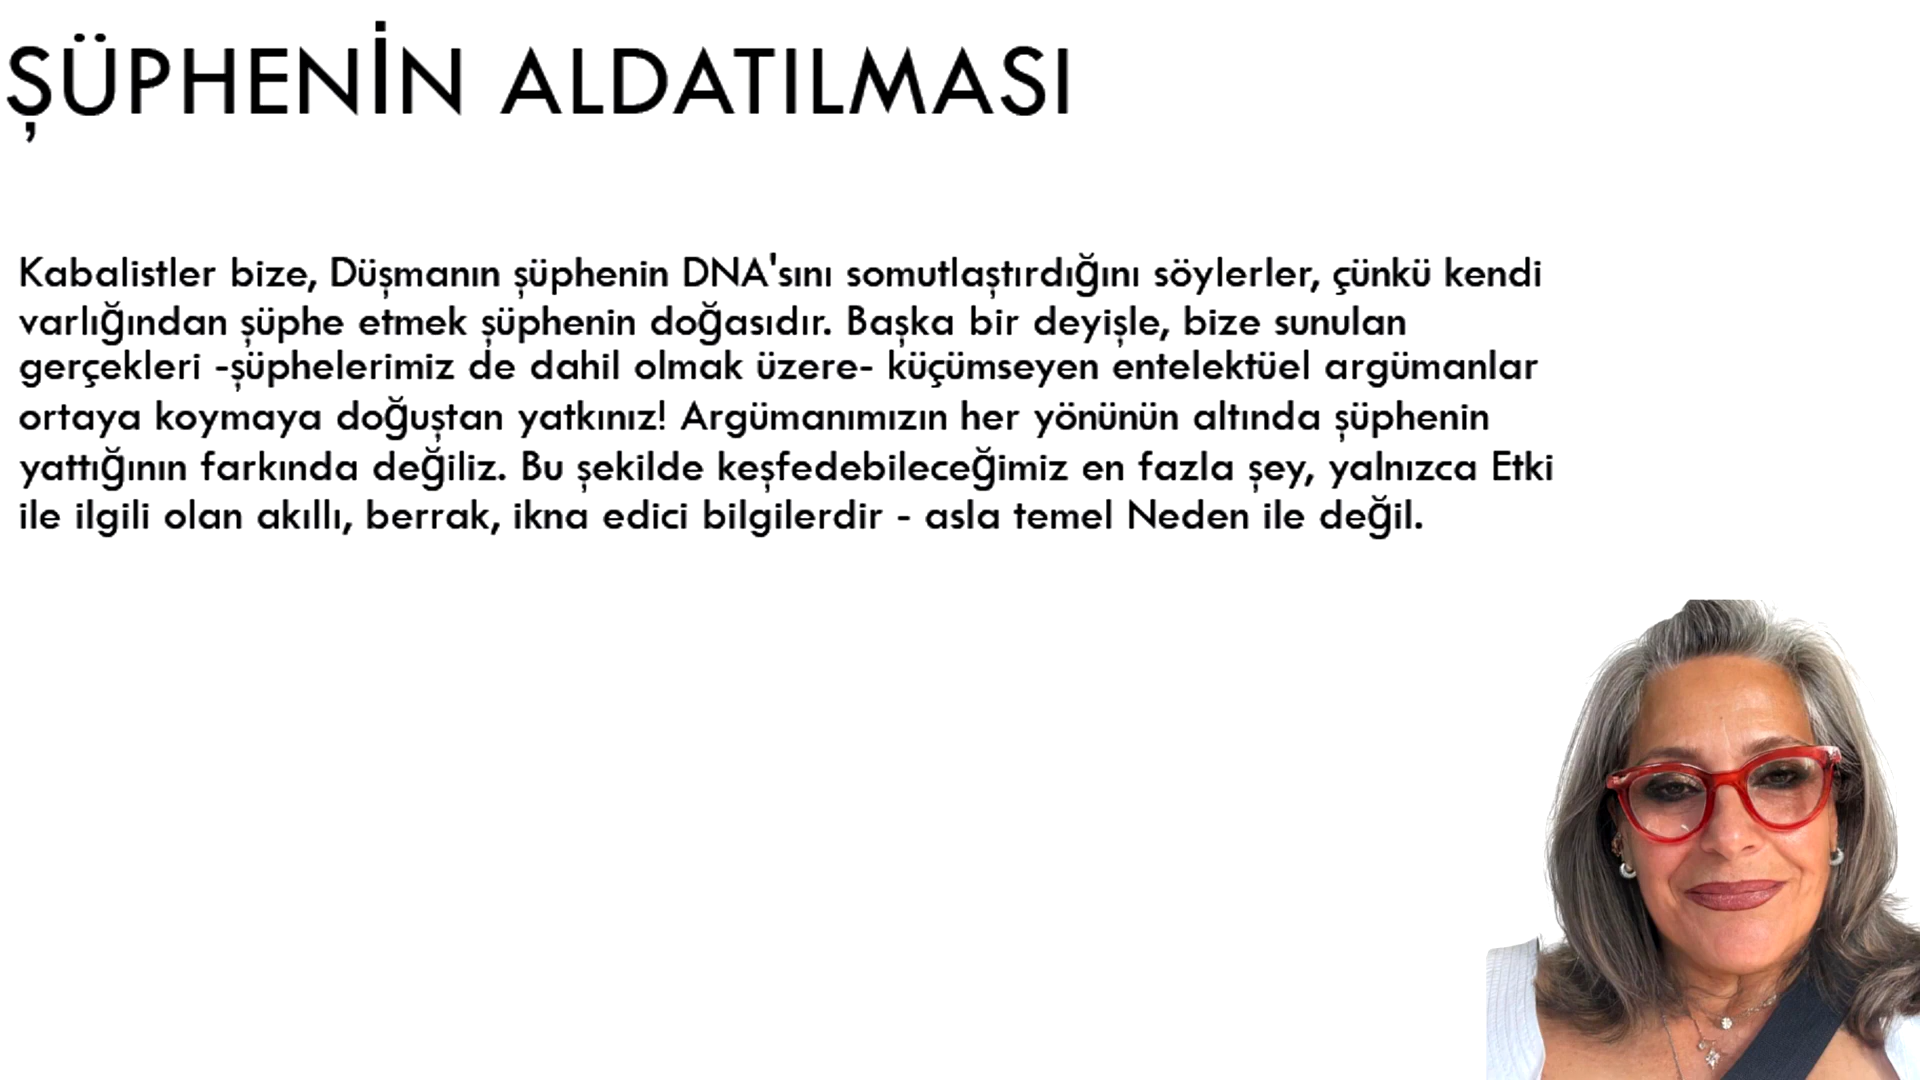 ŞÜPHENİN ALDATILMASI
Kabalistler bize, Düşmanın şüphenin DNA'sını somutlaştırdığını söylerler, çünkü kendi
varlığından şüphe etmek şüphenin doğasıdır. Başka bir deyişle, bize sunulan
gerçekleri -şüphelerimiz de dahil olmak üzere- küçümseyen entelektüel argümanlar
ortaya koymaya doğuştan yatkınız! Argümanımızın her yönünün altında şüphenin
yattığının farkında değiliz. Bu şekilde keşfedebileceğimiz en fazla şey, yalnızca Etki
ile ilgili olan akıllı, berrak, ikna edici bilgilerdir - asla temel Neden ile değil.